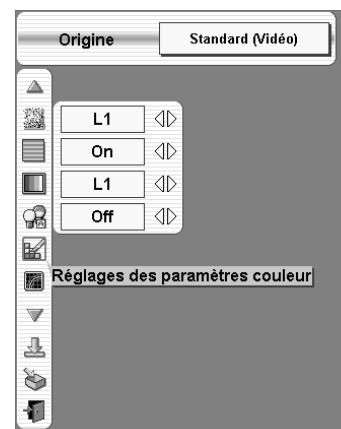 Origine Standard (Vidéo)
L1
On
L1
Off
Réglages des paramètres couleur